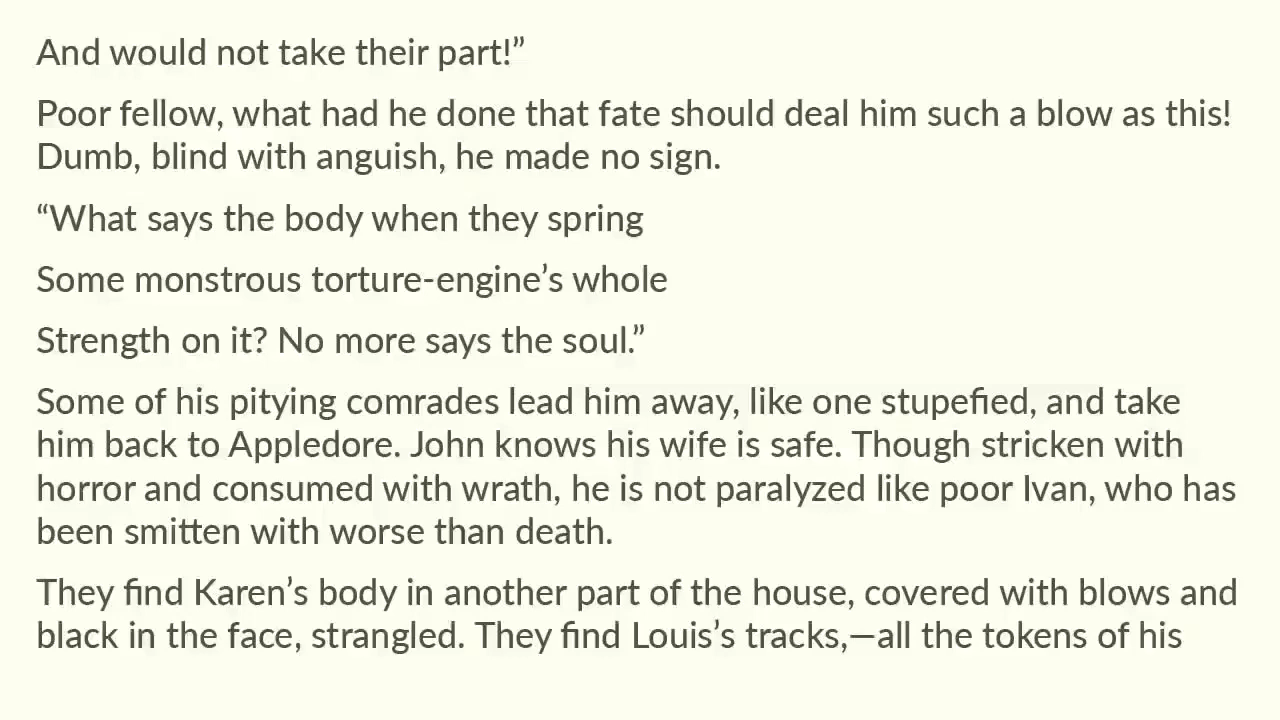 And would not take their part!”
Poor fellow, what had he done that fate should deal him such a blow as this!
Dumb, blind with anguish, he made no sign.
“What says the body when they spring
Some monstrous torture-engine’s whole
Strength on it? No more says the soul.”
Some of his pitying comrades lead him away, like one stupefied, and take
him back to Appledore. John knows his wife is safe. Though stricken with
horror and consumed with wrath, he is not paralyzed like poor Ivan, who has
been smitten with worse than death.
They find Karen’s body in another part of the house, covered with blows and
black in the face, strangled. They find Louis’s tracks,—all the tokens of his